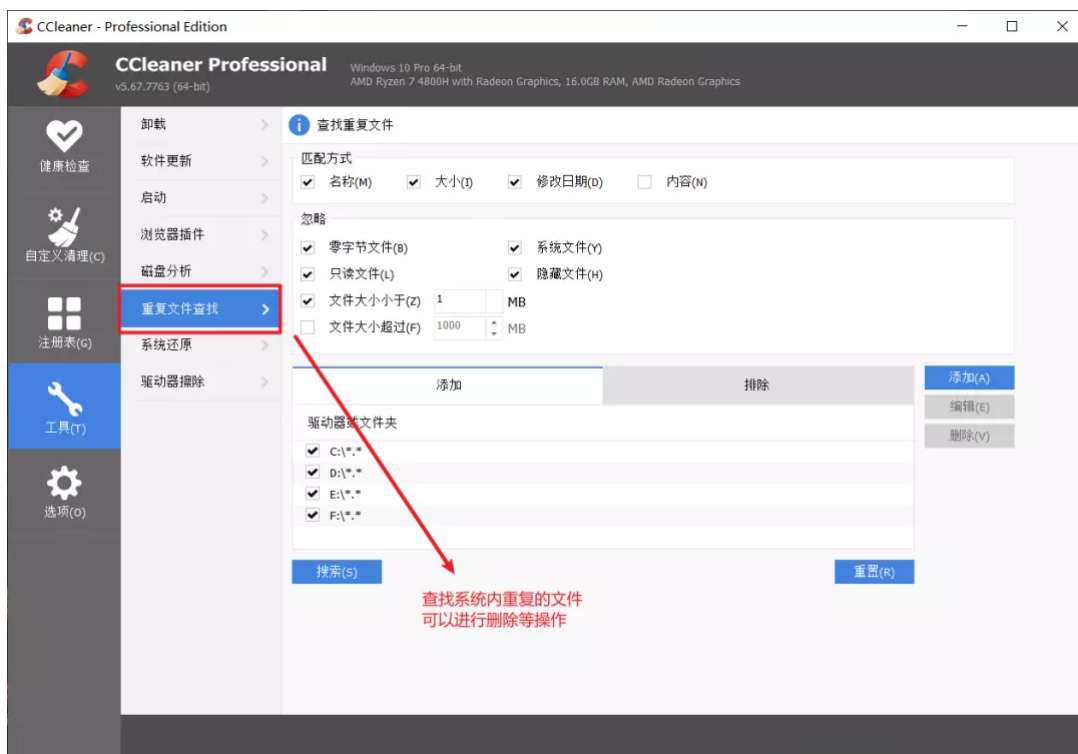 CCleaner - Professional Edition
CCleaner Professional
v5.67.7763 (64-bit)
Windows 10 Pro 64-bit
AMD Ryzen 7 4800H with Radeon Graphics, 16.0GB RAM, AMD Radeon Graphics
健康检查
自定义清理(C)
注册表(G)
工具(T)
选项(O)
卸载
软件更新
启动
浏览器插件
磁盘分析
重复文件查找
系统还原
驱动器擦除
查找重复文件
匹配方式
名称(M) 大小(I) 修改日期(D) 内容(N)
忽略
零字节文件(B) 系统文件(Y)
只读文件(L) 隐藏文件(H)
文件大小小于(Z) 1 MB
文件大小超过(F) 1000 MB
添加 排除
驱动器或文件夹
C:\*.*
D:\*.*
E:\*.*
F:\*.*
添加(A)
编辑(E)
删除(V)
搜索(S) 重置(R)
查找系统内重复的文件
可以进行删除等操作